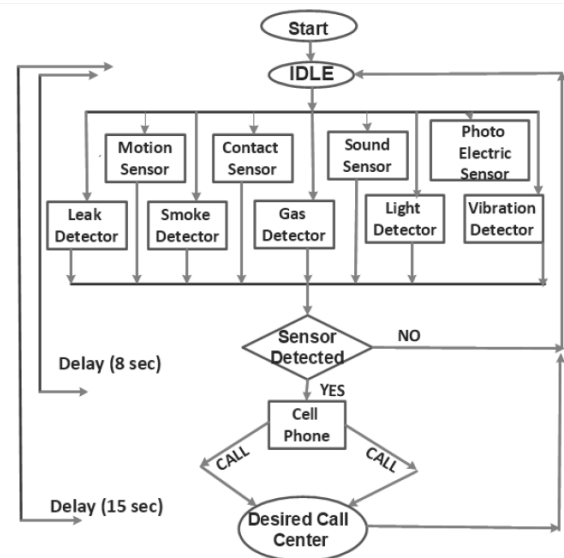 Start
IDLE
Motion
Sensor
Contact
Sensor
Sound
Sensor
Photo
Electric
Sensor
Leak
Detector
Smoke
Detector
Gas
Detector
Light
Detector
Vibration
Detector
Sensor
Detected
NO
YES
Delay (8 sec)
Cell
Phone
CALL
CALL
Delay (15 sec)
Desired Call
Center